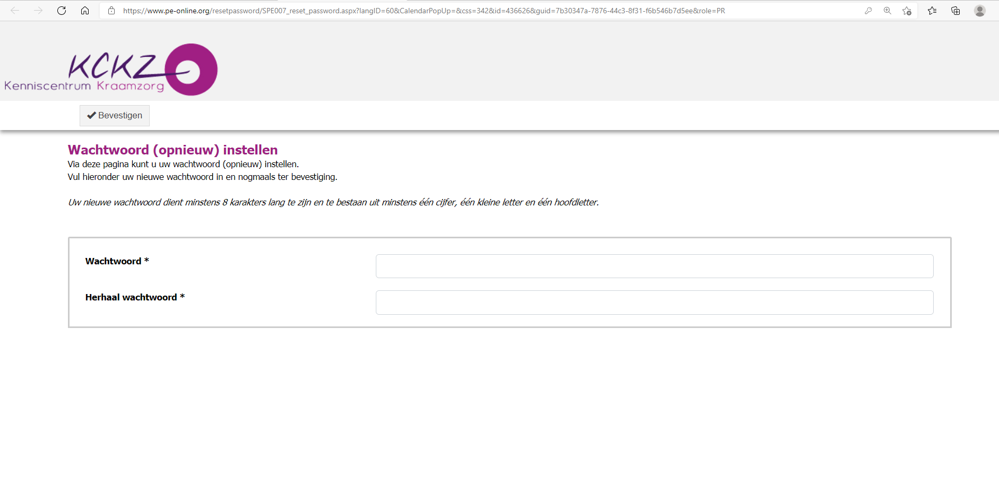 https://www.pe-online.org/resetpassword/SPE007_reset_password.aspx?langID=60&CalendarPopUp=&css=342&id=436626&guid=7b30347a-7876-44c3-8f31-f6b546b7d5ee&role=PR
KCKZ
Kenniscentrum Kraamzorg
Bevestigen
Wachtwoord (opnieuw) instellen
Via deze pagina kunt u uw wachtwoord (opnieuw) instellen.
Vul hieronder uw nieuwe wachtwoord in en nogmaals ter bevestiging.
Uw nieuwe wachtwoord dient minstens 8 karakters lang te zijn en te bestaan uit minstens één cijfer, één kleine letter en één hoofdletter.
Wachtwoord *
Herhaal wachtwoord *